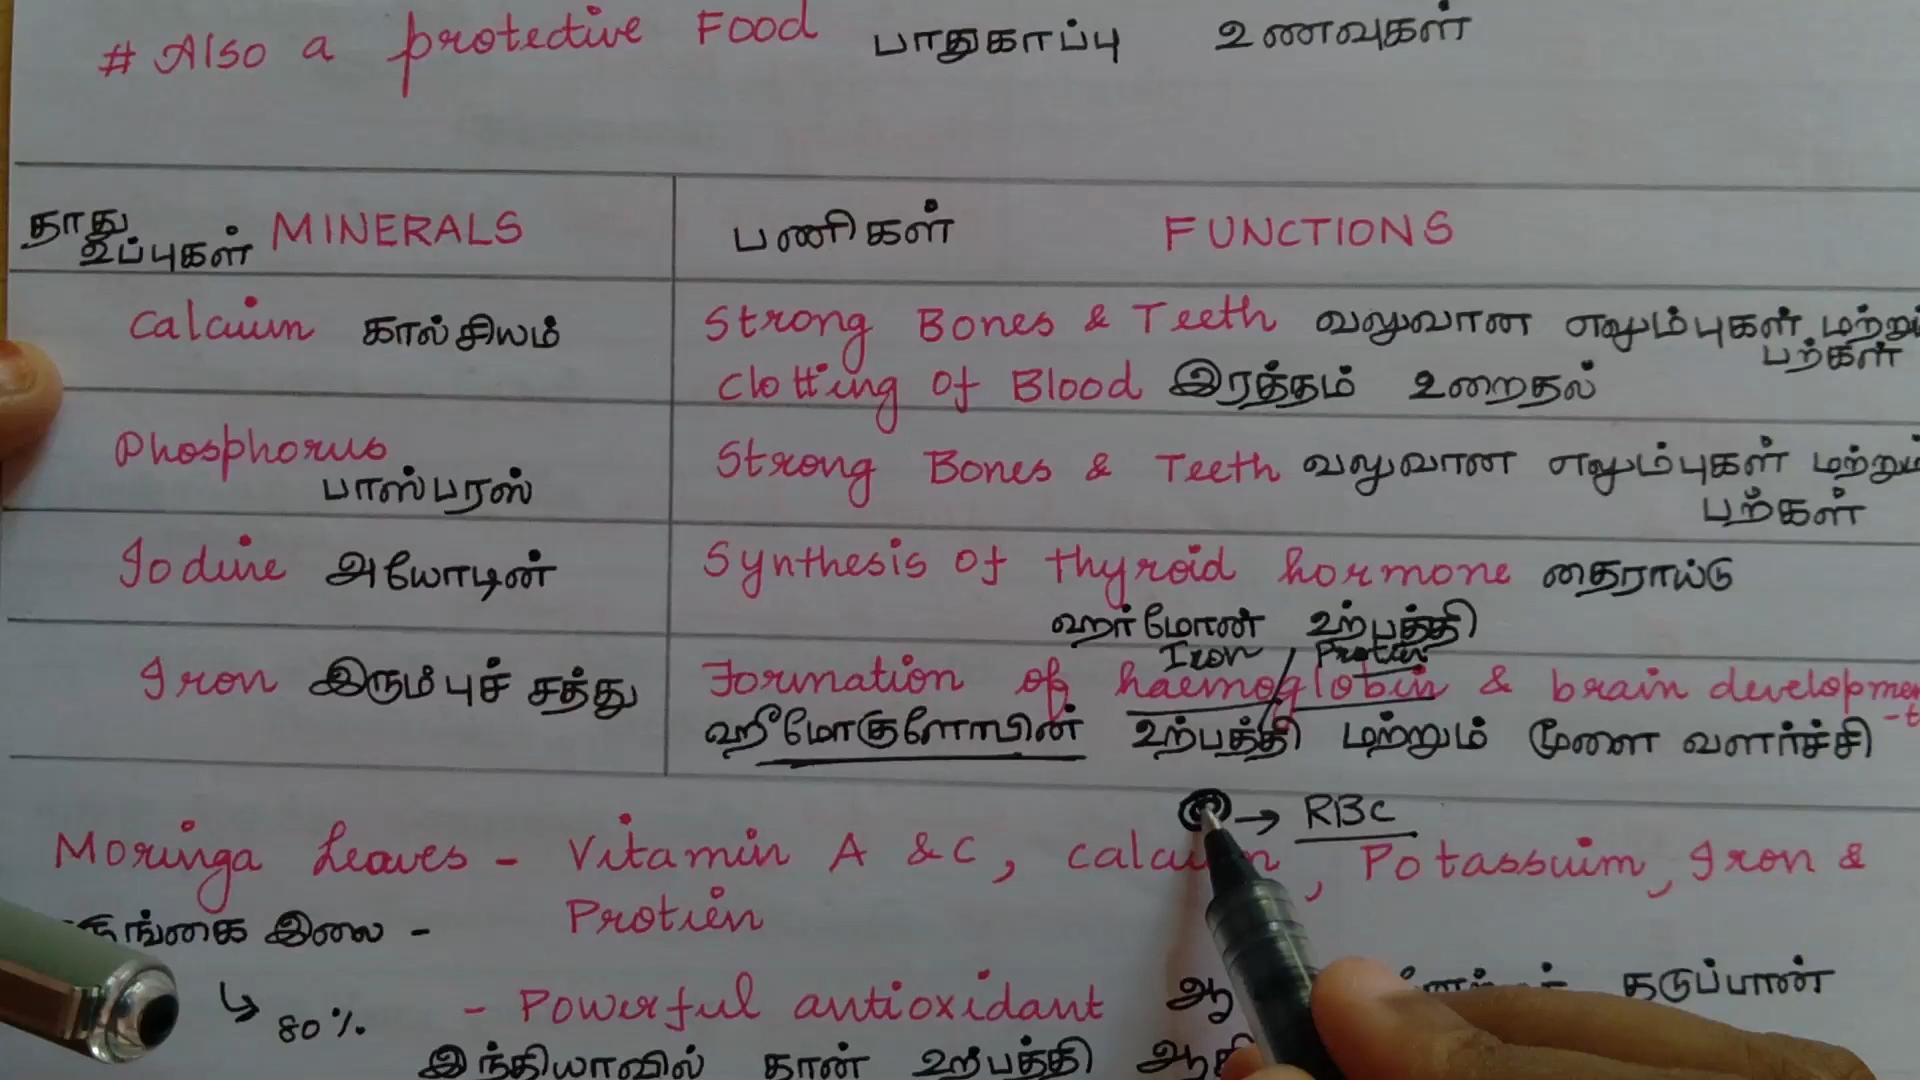 # Also a protective Food பாதுகாப்பு உணவுகள்
தாது உப்புகள் MINERALS பணிகள் FUNCTIONS
Calcium கால்சியம் Strong Bones & Teeth வலுவான எலும்புகள் மற்றும் பற்கள்
Clotting of Blood இரத்தம் உறைதல்
Phosphorus பாஸ்பரஸ் Strong Bones & Teeth வலுவான எலும்புகள் மற்றும் பற்கள்
Iodine அயோடின் Synthesis of thyroid hormone தைராய்டு
ஹார்மோன் உற்பத்தி
Iron / Protein
Iron இரும்புச் சத்து Formation of haemoglobin & brain development
ஹீமோகுளோபின் உற்பத்தி மற்றும் மூளை வளர்ச்சி
→ RBC
Moringa Leaves - Vitamin A & C, Calcium, Potassuim, Iron &
இலை - Protien
↳ 80% - Powerful antioxidant தடுப்பான்
இந்தியாவில் தான் உற்பத்தி